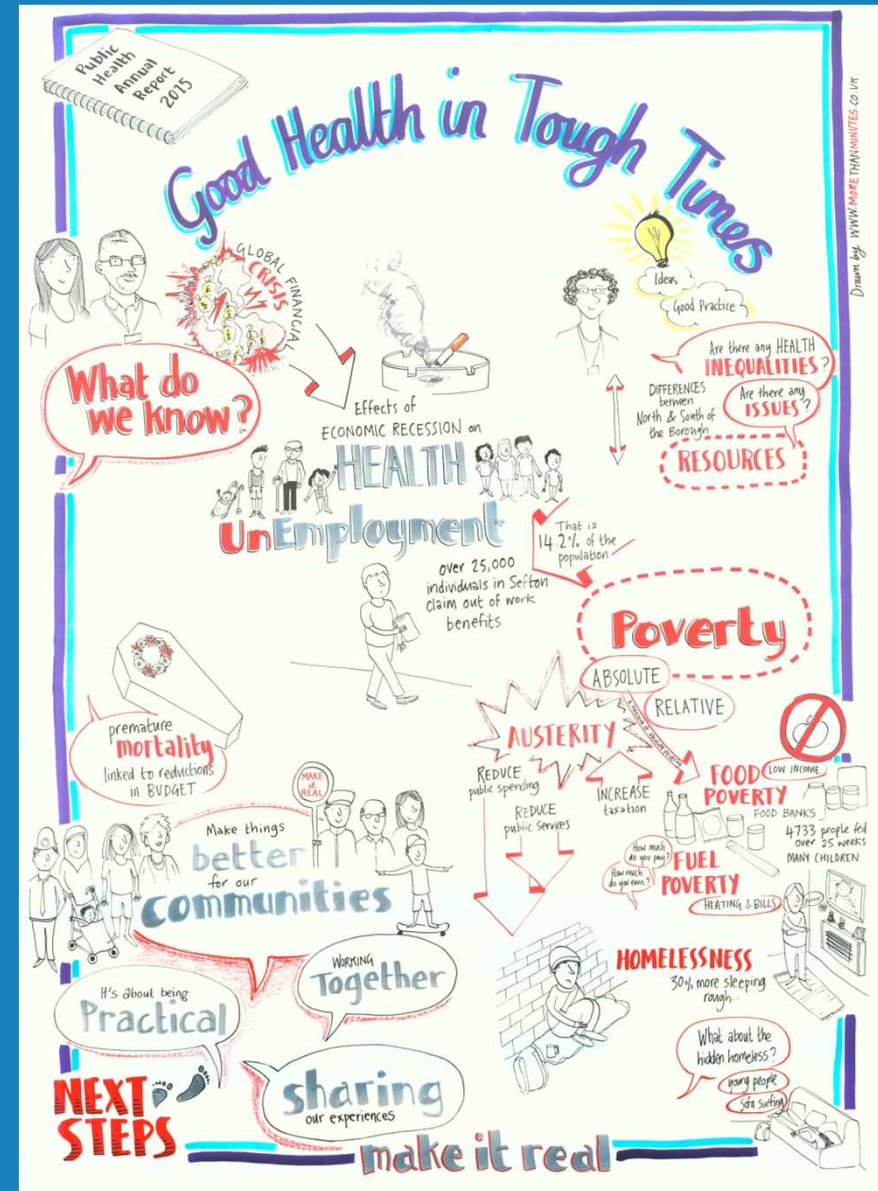 Public
Health
Annual
Report
2015
Good Health in Tough Times
Drawn by WWW.MORETHANMINUTES.CO.UK
GLOBAL FINANCIAL
CRISIS
Ideas
Good Practice
What do
we know?
Are there any HEALTH
INEQUALITIES?
Are there any
ISSUES?
DIFFERENCES
between
North & South of
the Borough
RESOURCES
Effects of
ECONOMIC RECESSION on
HEALTH
UnEmployment
That is
14.2% of the
population
over 25,000
individuals in Sefton
claim out of work
benefits
Poverty
ABSOLUTE
RELATIVE
premature
mortality
linked to reductions
in BUDGET
AUSTERITY
REDUCE
public spending
REDUCE
public services
INCREASE
taxation
FOOD
POVERTY
LOW INCOME
FOOD BANKS
4733 people fed
over 25 weeks
MANY CHILDREN
How much
do you pay?
How much
do you earn?
FUEL
POVERTY
HEATING & BILLS
MAKE
it
REAL
Make things
better
for our
communities
It's about being
Practical
WORKING
Together
HOMELESSNESS
30% more sleeping
rough
What about the
hidden homeless?
young people
sofa surfing
NEXT
STEPS
sharing
our experiences
make it real